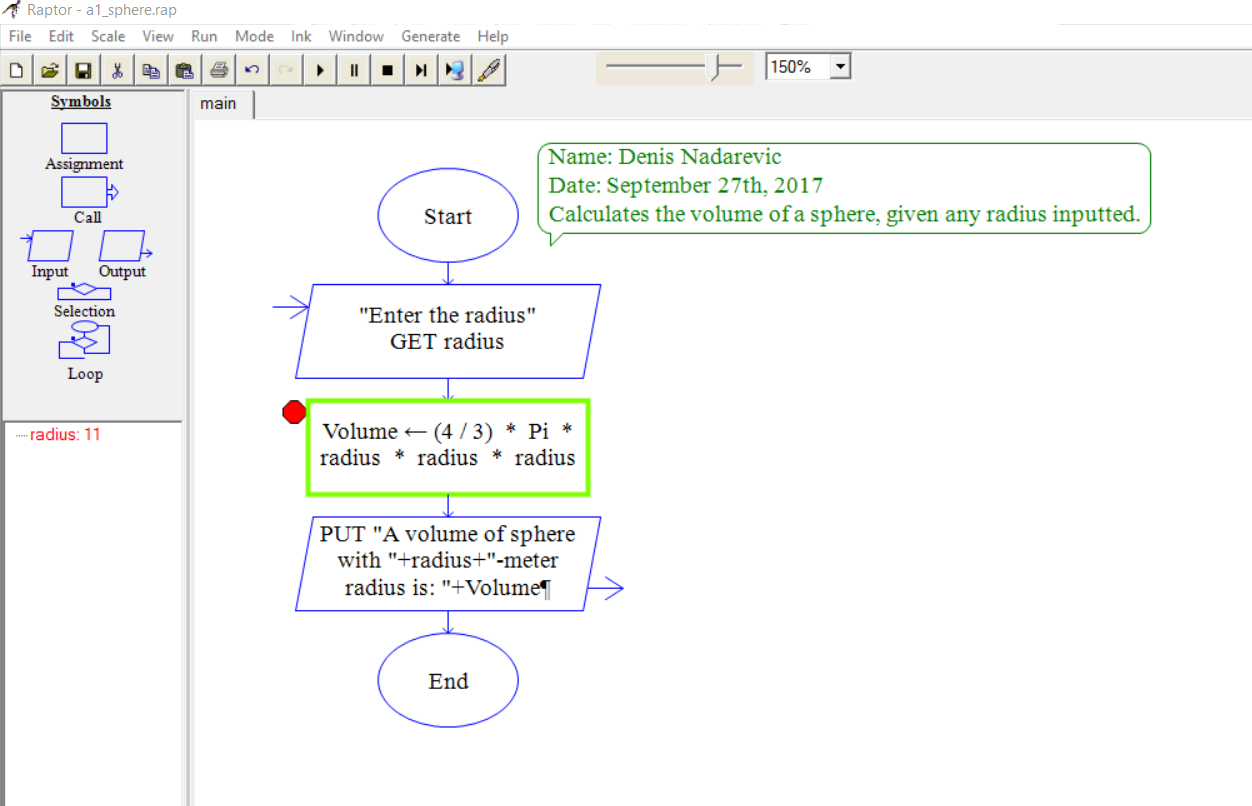 Raptor - a1_sphere.rap
File Edit Scale View Run Mode Ink Window Generate Help
150%
Symbols
main
Assignment
Call
Input Output
Selection
Loop
radius: 11
Name: Denis Nadarevic
Date: September 27th, 2017
Calculates the volume of a sphere, given any radius inputted.
Start
"Enter the radius"
GET radius
Volume ← (4 / 3) * Pi *
radius * radius * radius
PUT "A volume of sphere
with "+radius+"-meter
radius is: "+Volume¶
End